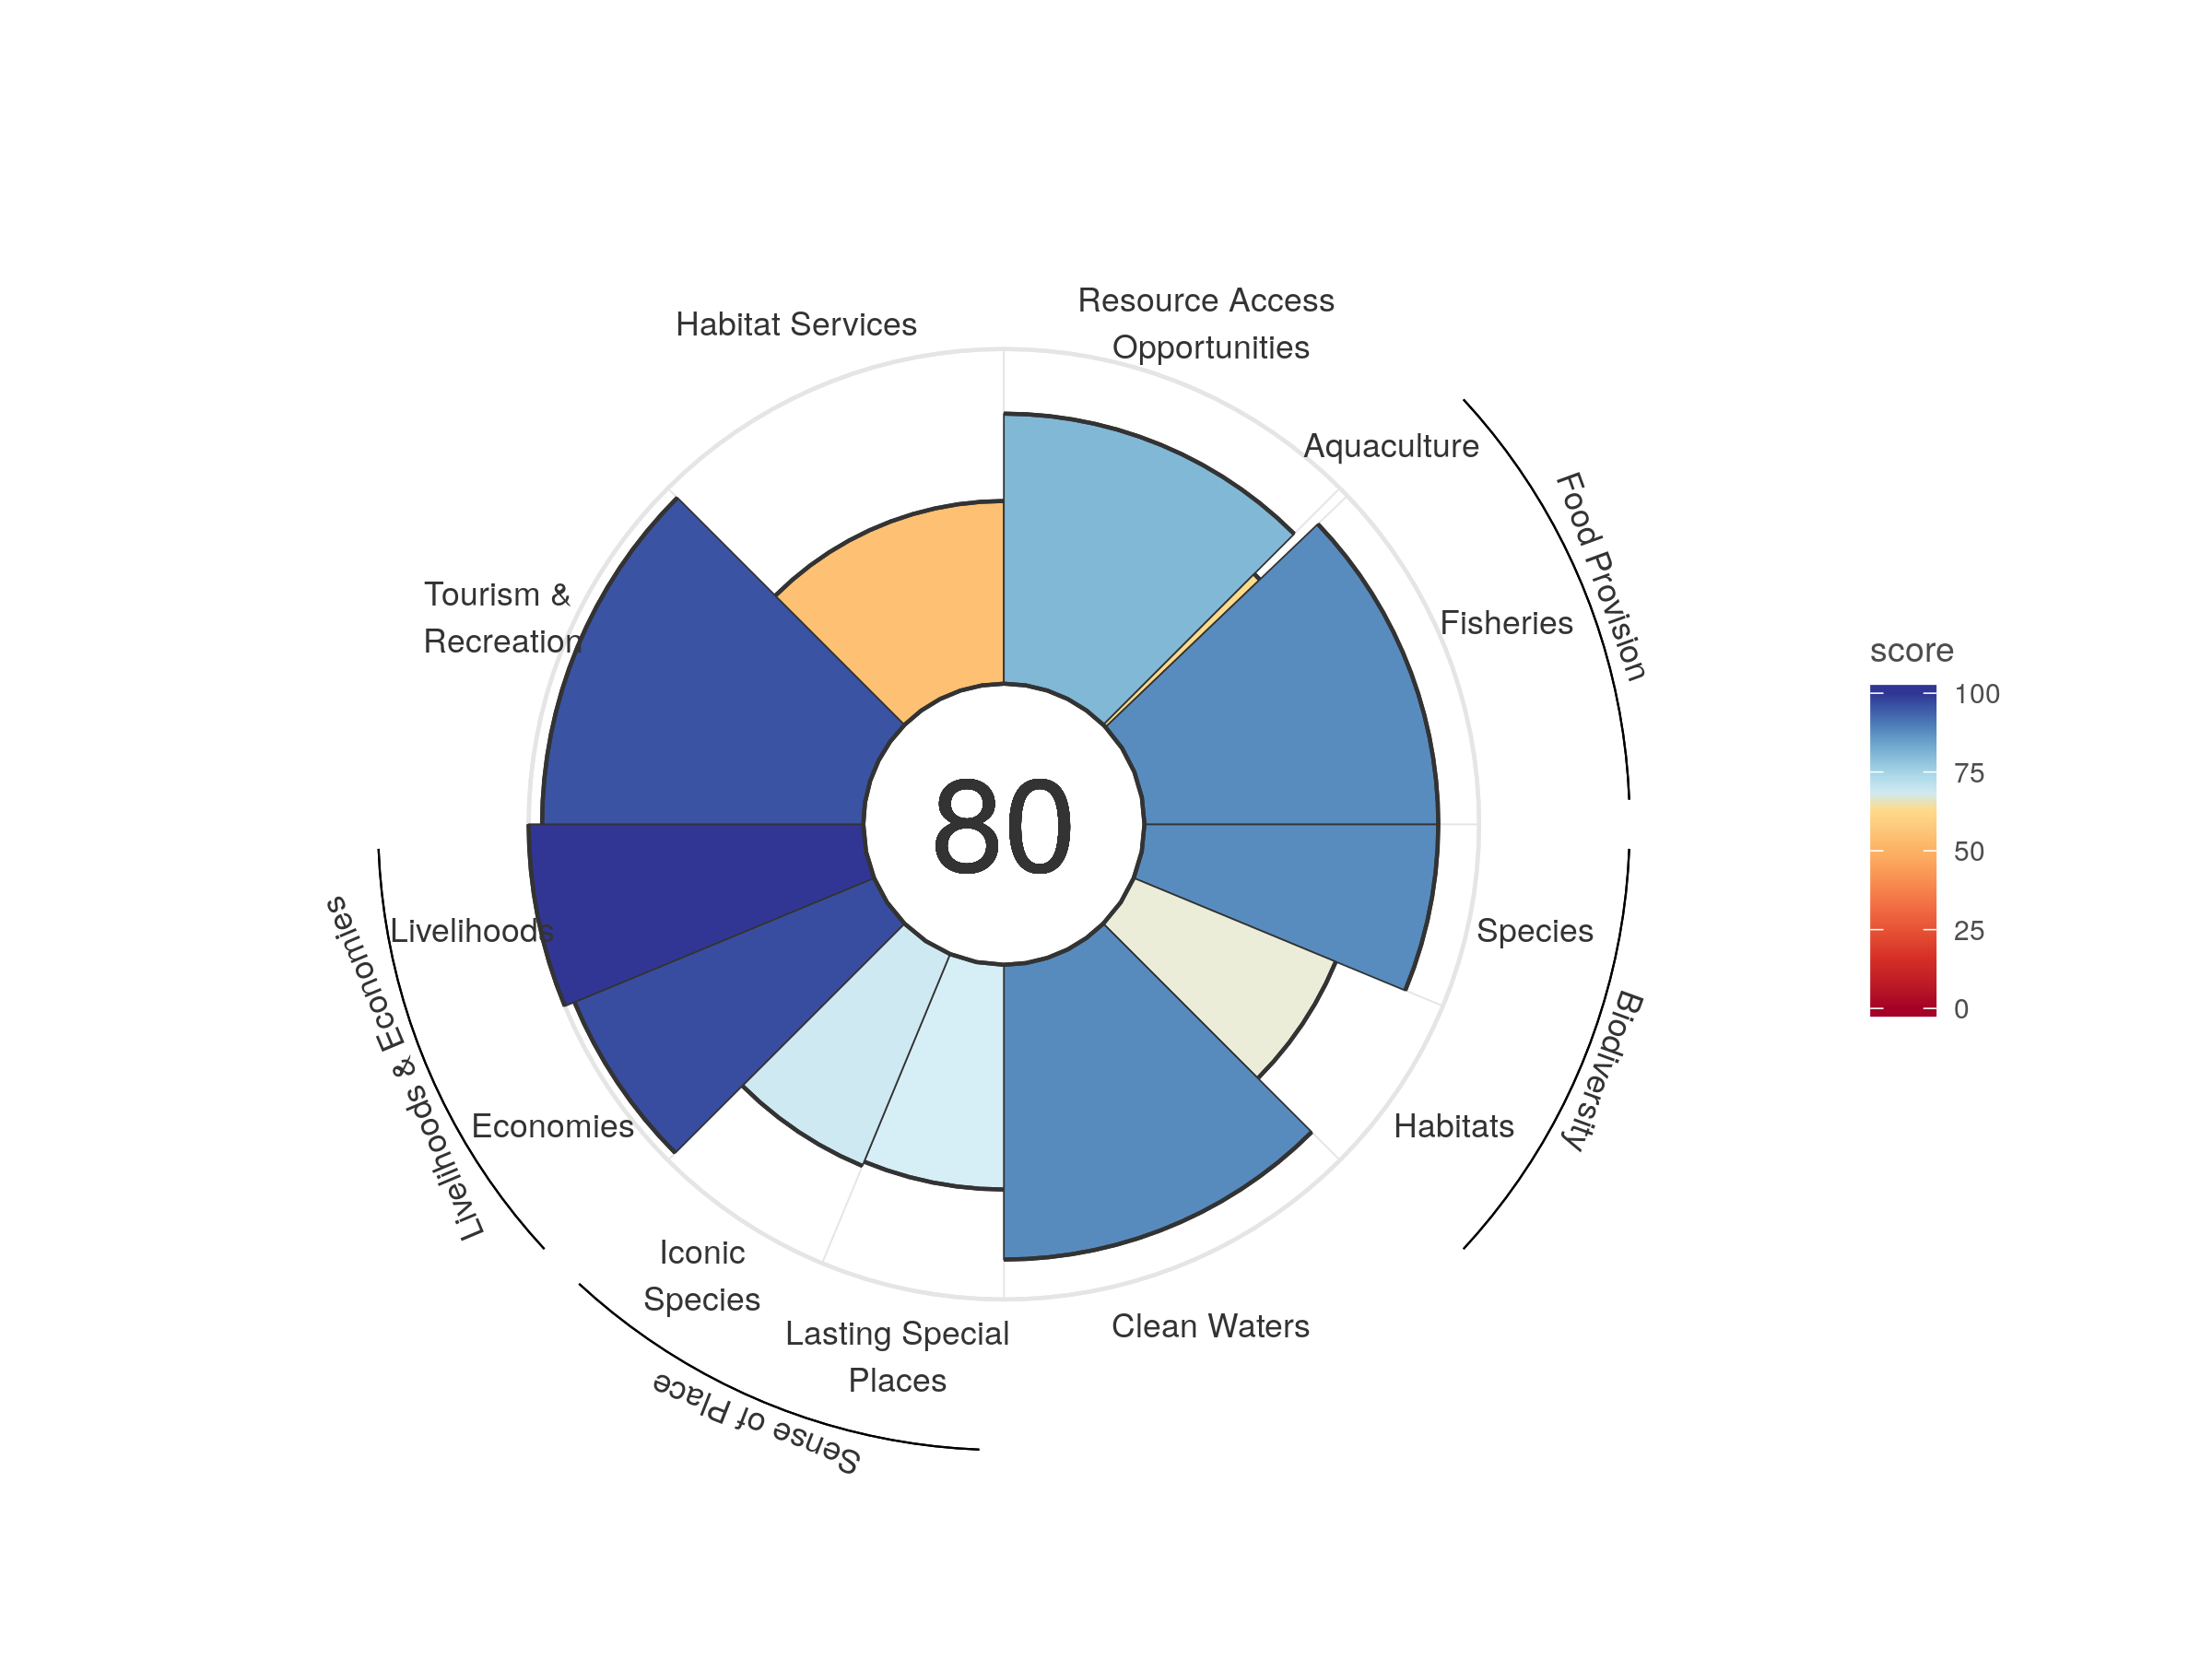 Resource Access
Opportunities
Habitat Services
Aquaculture
Food Provision
Fisheries
Tourism &
Recreation
score
100
75
50
25
0
80
Livelihoods
Species
Livelihoods & Economies
Biodiversity
Economies
Habitats
Iconic
Species
Lasting Special
Places
Clean Waters
Sense of Place